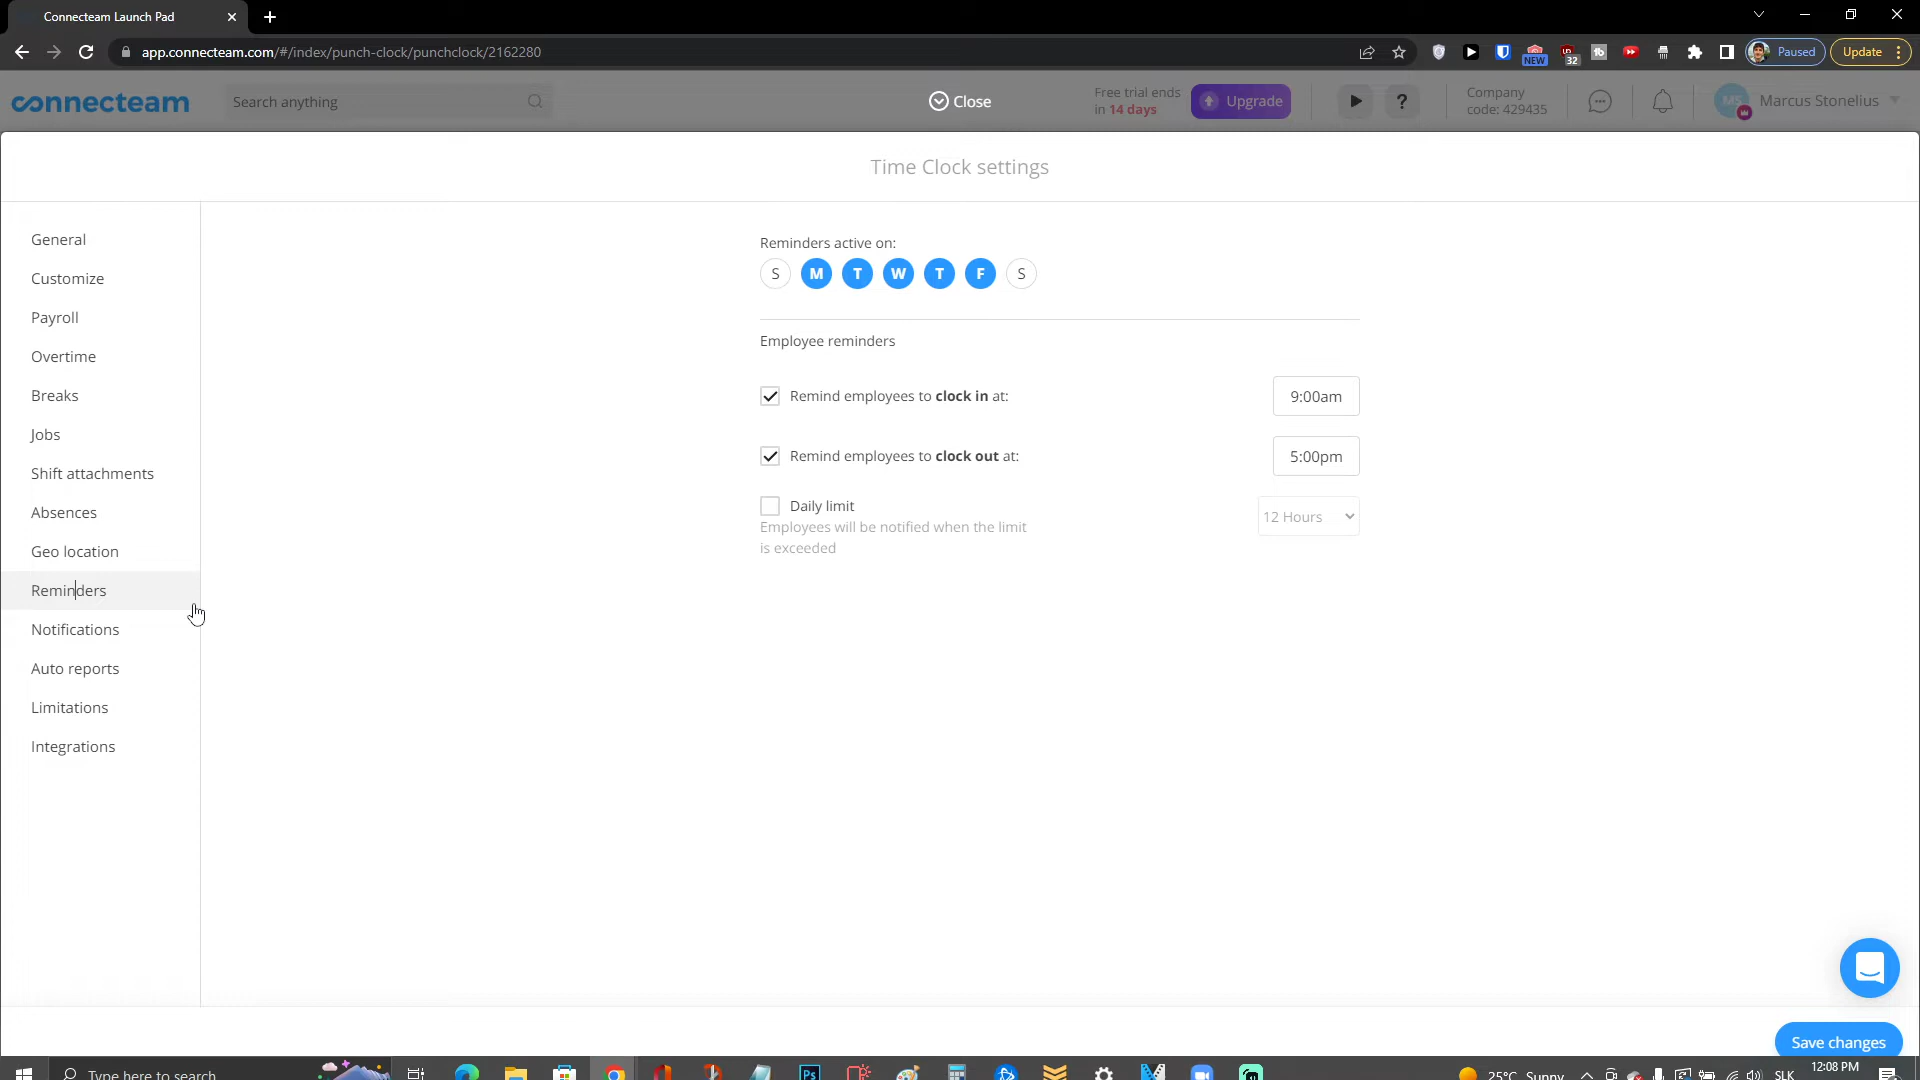 Connecteam Launch Pad
app.connecteam.com/#/index/punch-clock/punchclock/2162280
NEW
32
Paused
Update
connecteam
Search anything
Close
Free trial ends
in 14 days
Upgrade
?
Company
code: 429435
MS
Marcus Stonelius
Time Clock settings
General
Customize
Payroll
Overtime
Breaks
Jobs
Shift attachments
Absences
Geo location
Reminders
Notifications
Auto reports
Limitations
Integrations
Reminders active on:
S M T W T F S
Employee reminders
Remind employees to clock in at:
9:00am
Remind employees to clock out at:
5:00pm
Daily limit
12 Hours
Employees will be notified when the limit
is exceeded
Save changes
Type here to search
Ps
25°C Sunny
SLK
12:08 PM